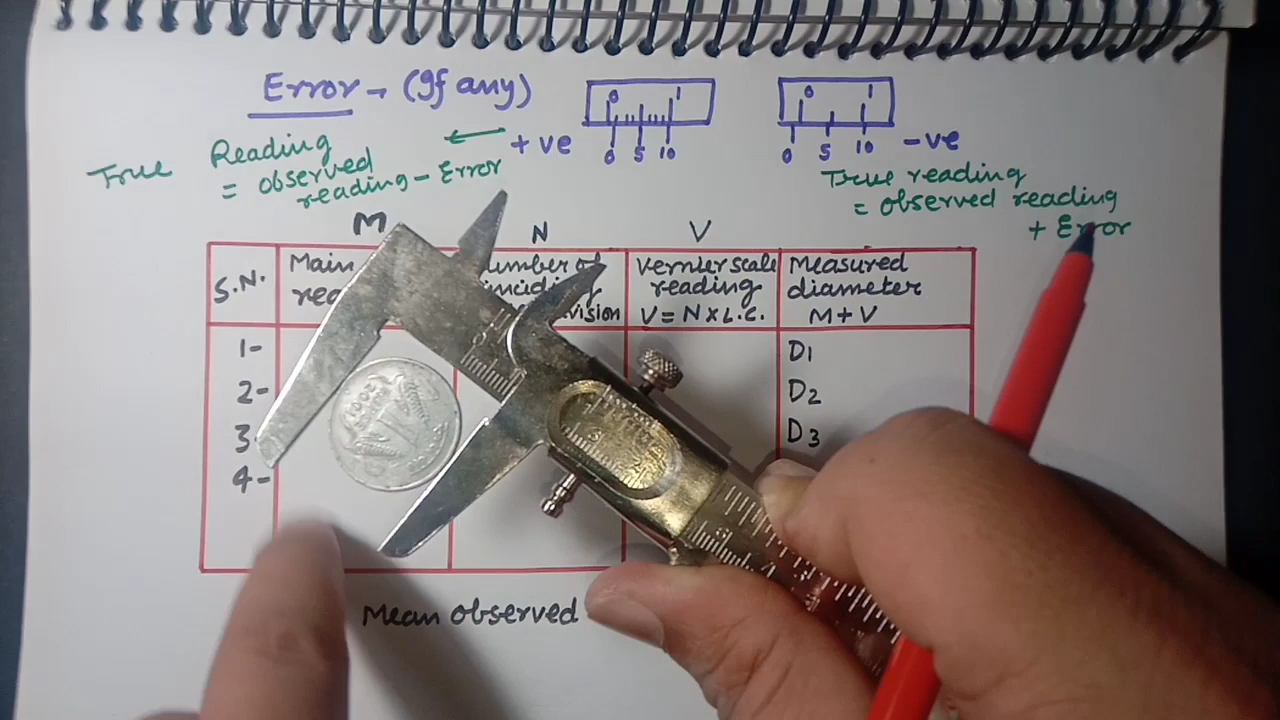 Error → (If any)
0 1
0 5 10
+ve
0 1
0 5 10
-ve
True Reading
= observed
reading - Error
True reading
= observed reading
+ Error
M N V
S.N.
Main
Vernier scale
reading
V = N x L.C.
Measured
diameter
M + V
1- D1
2- D2
3- D3
4-
Mean observed